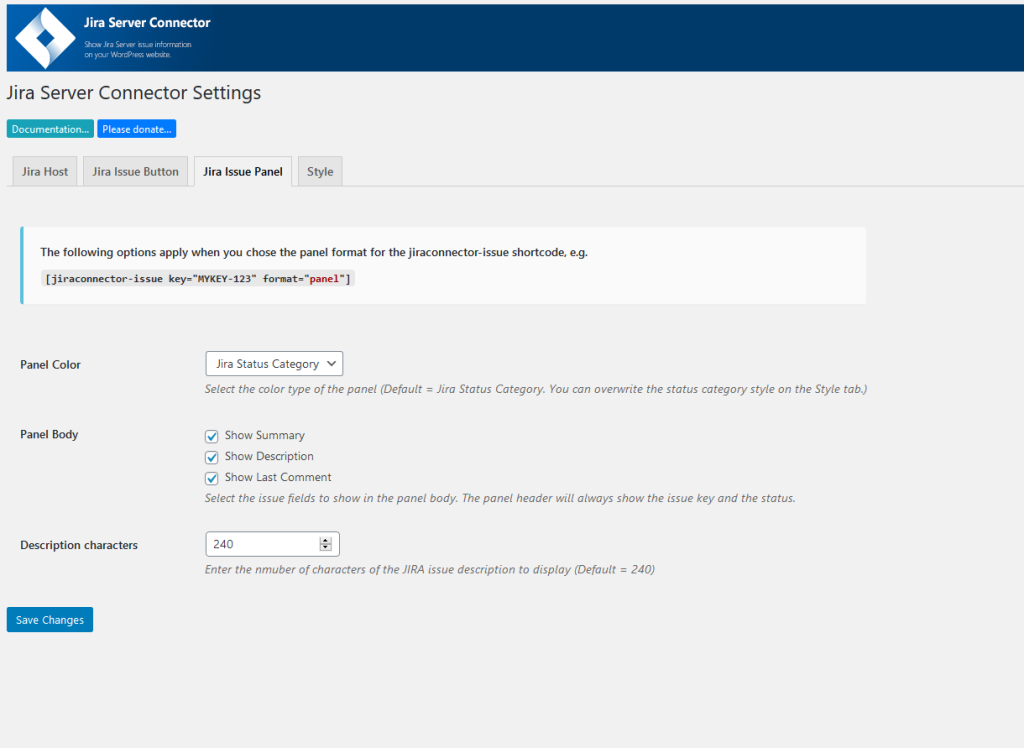 Jira Server Connector
Show Jira Server issue information
on your WordPress website.
Jira Server Connector Settings
Documentation... Please donate...
Jira Host Jira Issue Button Jira Issue Panel Style
The following options apply when you chose the panel format for the jiraconnector-issue shortcode, e.g.
[jiraconnector-issue key="MYKEY-123" format="panel"]
Panel Color Jira Status Category
Select the color type of the panel (Default = Jira Status Category. You can overwrite the status category style on the Style tab.)
Panel Body Show Summary
Show Description
Show Last Comment
Select the issue fields to show in the panel body. The panel header will always show the issue key and the status.
Description characters 240
Enter the nmuber of characters of the JIRA issue description to display (Default = 240)
Save Changes